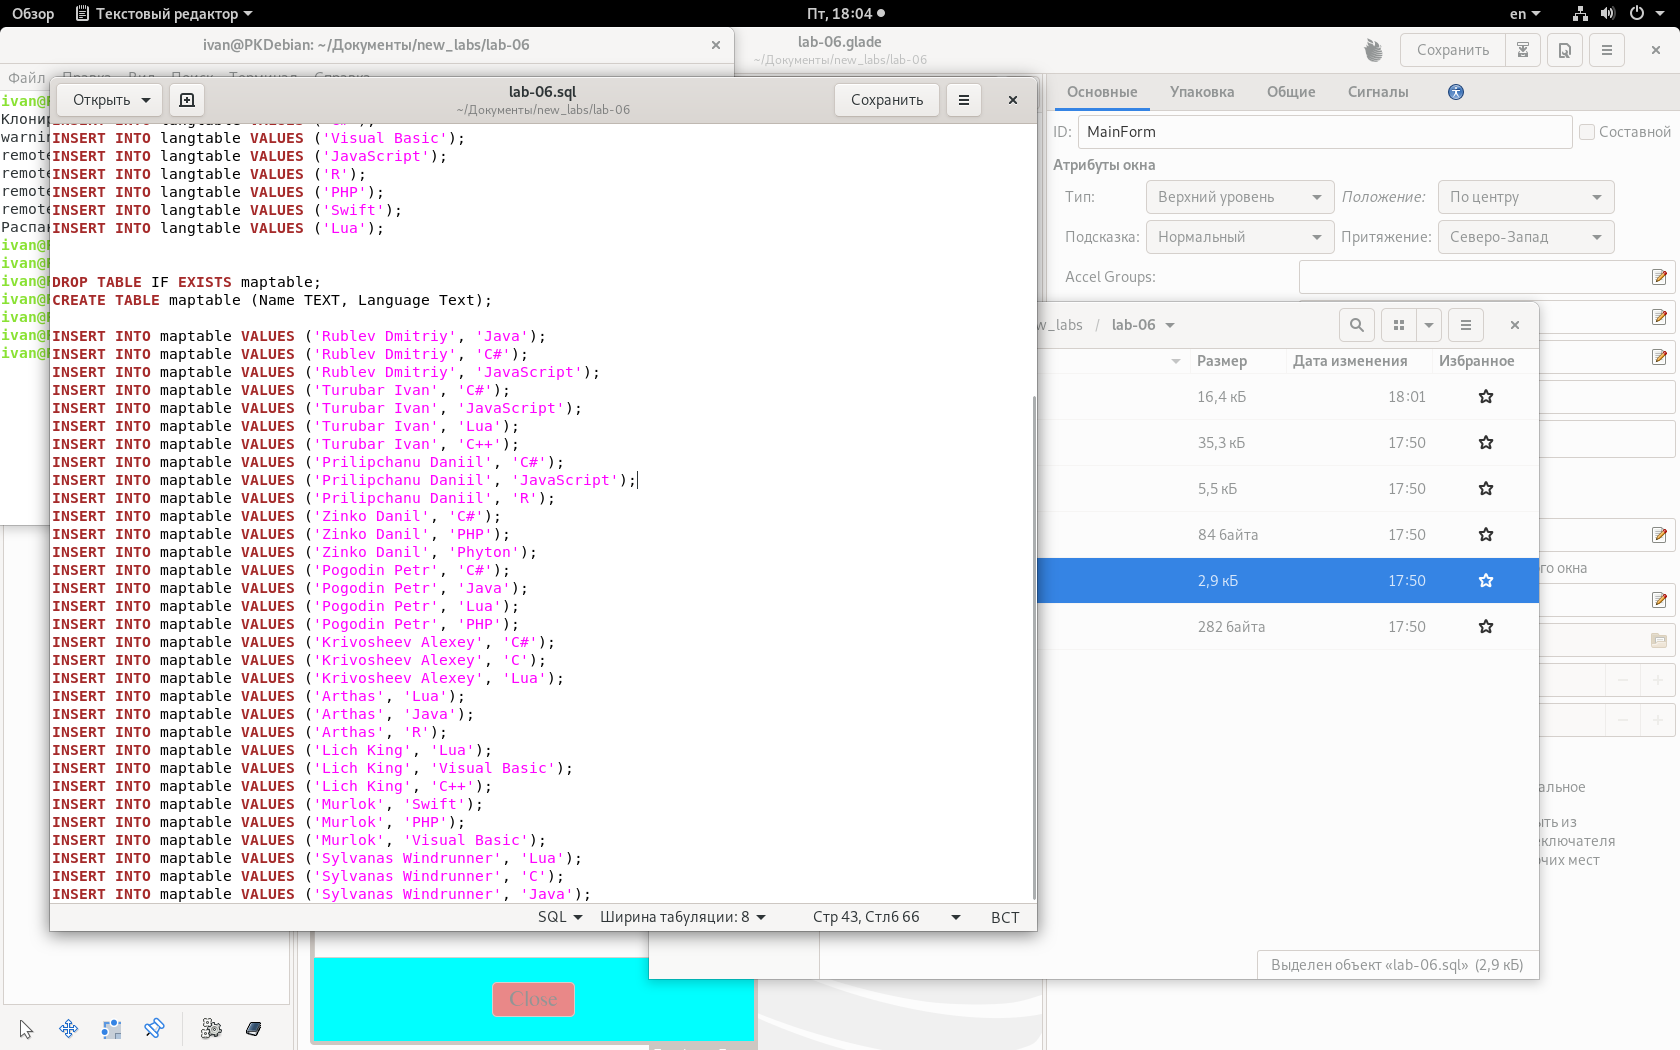 Обзор
Текстовый редактор
Пт, 18:04
en
ivan@PKDebian: ~/Документы/new_labs/lab-06
lab-06.glade
~/Документы/new_labs/lab-06
Сохранить
Файл Правка Вид Поиск Терминал Справка
Открыть
lab-06.sql
~/Документы/new_labs/lab-06
Сохранить
INSERT INTO langtable VALUES ('C#');
INSERT INTO langtable VALUES ('Visual Basic');
INSERT INTO langtable VALUES ('JavaScript');
INSERT INTO langtable VALUES ('R');
INSERT INTO langtable VALUES ('PHP');
INSERT INTO langtable VALUES ('Swift');
INSERT INTO langtable VALUES ('Lua');
DROP TABLE IF EXISTS maptable;
CREATE TABLE maptable (Name TEXT, Language Text);
INSERT INTO maptable VALUES ('Rublev Dmitriy', 'Java');
INSERT INTO maptable VALUES ('Rublev Dmitriy', 'C#');
INSERT INTO maptable VALUES ('Rublev Dmitriy', 'JavaScript');
INSERT INTO maptable VALUES ('Turubar Ivan', 'C#');
INSERT INTO maptable VALUES ('Turubar Ivan', 'JavaScript');
INSERT INTO maptable VALUES ('Turubar Ivan', 'Lua');
INSERT INTO maptable VALUES ('Turubar Ivan', 'C++');
INSERT INTO maptable VALUES ('Prilipchanu Daniil', 'C#');
INSERT INTO maptable VALUES ('Prilipchanu Daniil', 'JavaScript');
INSERT INTO maptable VALUES ('Prilipchanu Daniil', 'R');
INSERT INTO maptable VALUES ('Zinko Danil', 'C#');
INSERT INTO maptable VALUES ('Zinko Danil', 'PHP');
INSERT INTO maptable VALUES ('Zinko Danil', 'Phyton');
INSERT INTO maptable VALUES ('Pogodin Petr', 'C#');
INSERT INTO maptable VALUES ('Pogodin Petr', 'Java');
INSERT INTO maptable VALUES ('Pogodin Petr', 'Lua');
INSERT INTO maptable VALUES ('Pogodin Petr', 'PHP');
INSERT INTO maptable VALUES ('Krivosheev Alexey', 'C#');
INSERT INTO maptable VALUES ('Krivosheev Alexey', 'C');
INSERT INTO maptable VALUES ('Krivosheev Alexey', 'Lua');
INSERT INTO maptable VALUES ('Arthas', 'Lua');
INSERT INTO maptable VALUES ('Arthas', 'Java');
INSERT INTO maptable VALUES ('Arthas', 'R');
INSERT INTO maptable VALUES ('Lich King', 'Lua');
INSERT INTO maptable VALUES ('Lich King', 'Visual Basic');
INSERT INTO maptable VALUES ('Lich King', 'C++');
INSERT INTO maptable VALUES ('Murlok', 'Swift');
INSERT INTO maptable VALUES ('Murlok', 'PHP');
INSERT INTO maptable VALUES ('Murlok', 'Visual Basic');
INSERT INTO maptable VALUES ('Sylvanas Windrunner', 'Lua');
INSERT INTO maptable VALUES ('Sylvanas Windrunner', 'C');
INSERT INTO maptable VALUES ('Sylvanas Windrunner', 'Java');
SQL
Ширина табуляции: 8
Стр 43, Стлб 66
ВСТ
Основные Упаковка Общие Сигналы
ID: MainForm Составной
Атрибуты окна
Тип: Верхний уровень Положение: По центру
Подсказка: Нормальный Притяжение: Северо-Запад
Accel Groups:
w_labs / lab-06
Размер Дата изменения Избранное
16,4 кБ 18:01
35,3 кБ 17:50
5,5 кБ 17:50
84 байта 17:50
2,9 кБ 17:50
282 байта 17:50
ого окна
альное
ыть из
еключателя
очих мест
Выделен объект «lab-06.sql» (2,9 кБ)
Close